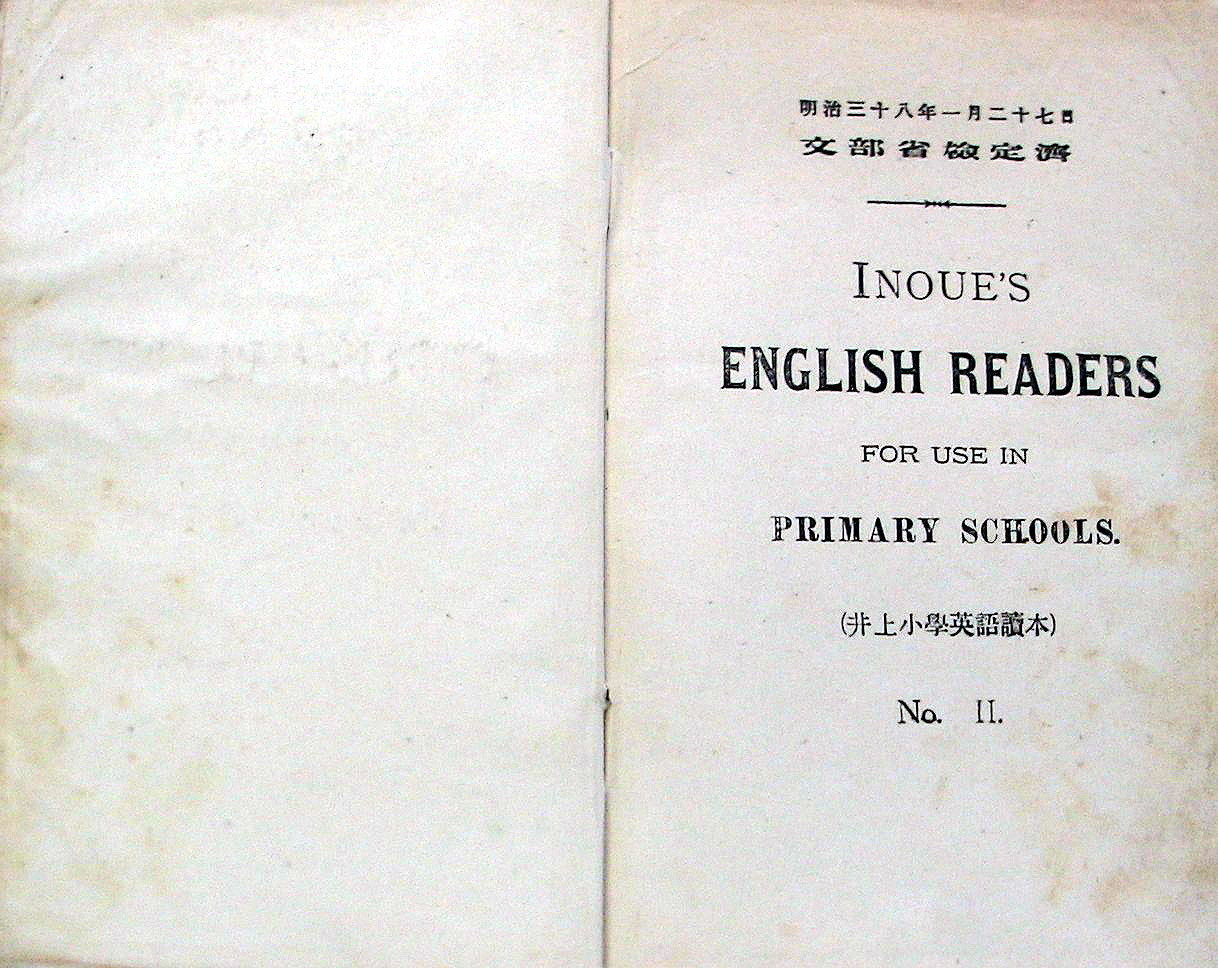 明治三十八年一月二十七日
文部省檢定濟
INOUE'S
ENGLISH READERS
FOR USE IN
PRIMARY SCHOOLS.
(井上小學英語讀本)
No. II.